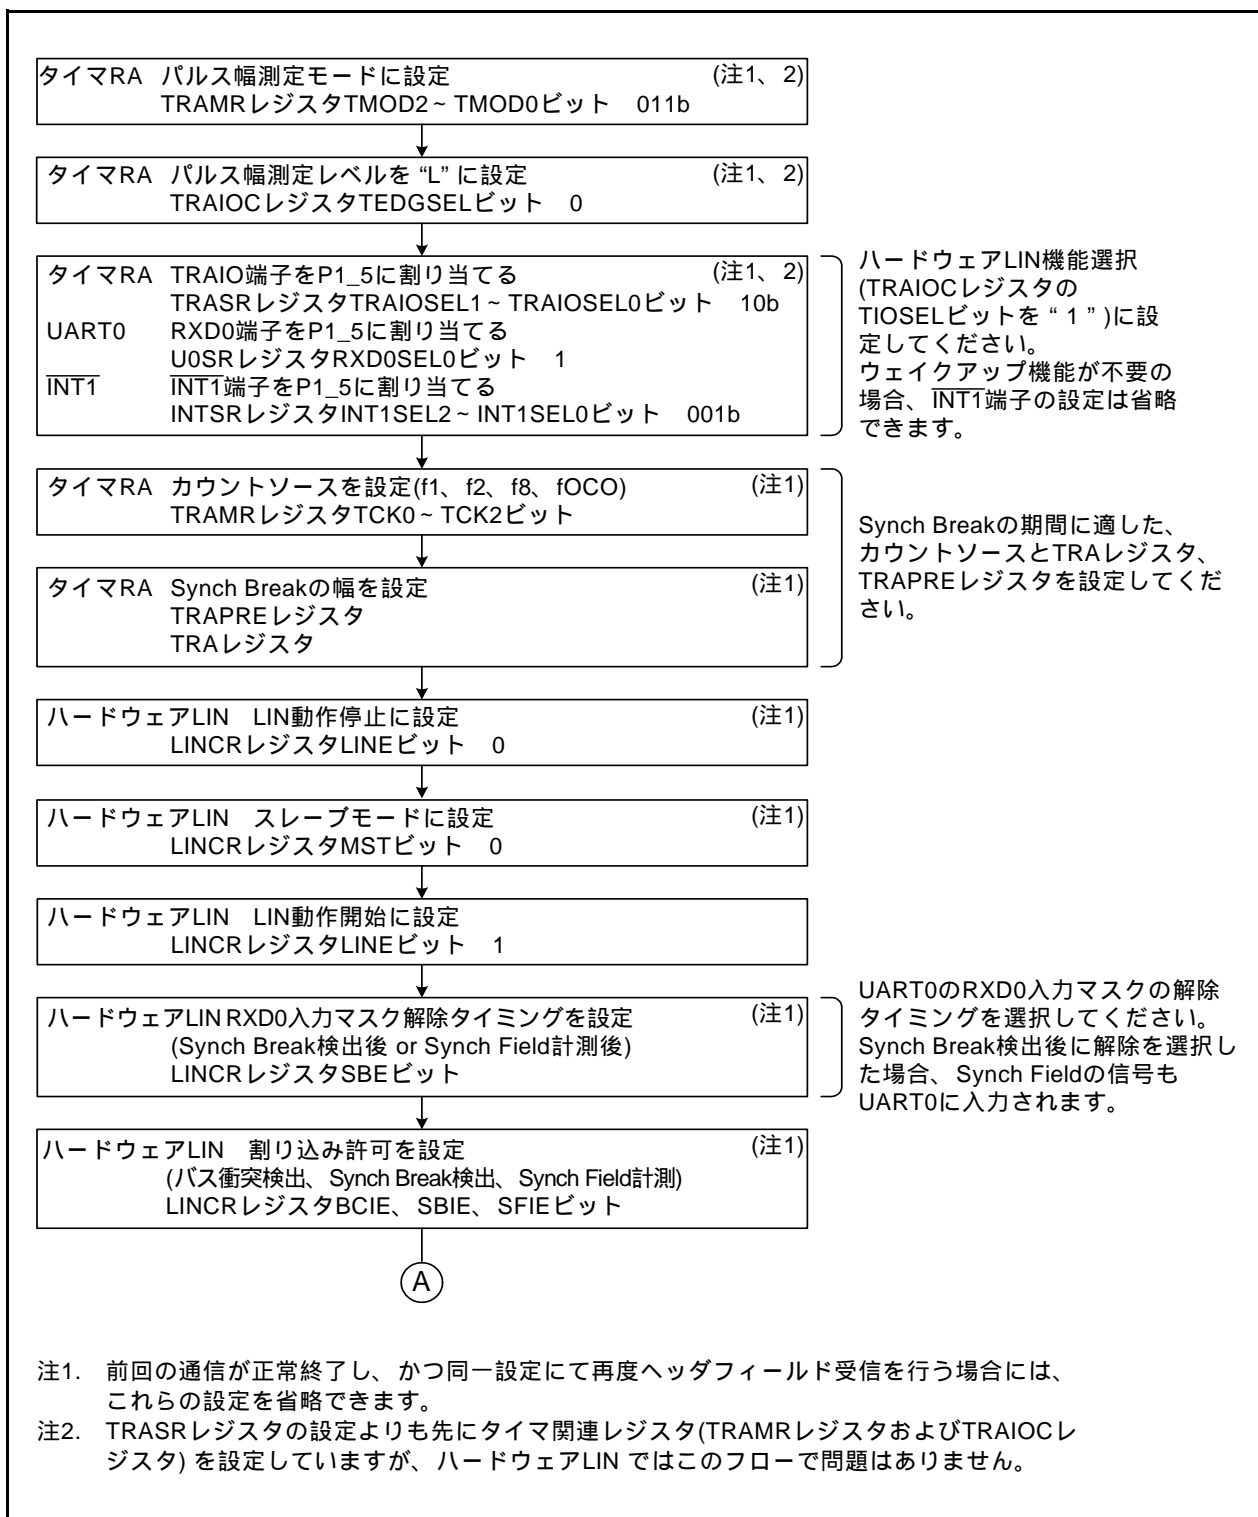 タイマRA パルス幅測定モードに設定 (注1、2)
TRAMRレジスタTMOD2～TMOD0ビット 011b
タイマRA パルス幅測定レベルを “L” に設定 (注1、2)
TRAIOCレジスタTEDGSELビット 0
タイマRA TRAIO端子をP1_5に割り当てる (注1、2)
TRASRレジスタTRAIOSEL1～TRAIOSEL0ビット 10b
UART0 RXD0端子をP1_5に割り当てる
U0SRレジスタRXD0SEL0ビット 1
INT1 INT1端子をP1_5に割り当てる
INTSRレジスタINT1SEL2～INT1SEL0ビット 001b
ハードウェアLIN機能選択
(TRAIOCレジスタの
TIOSELビットを “ 1 ” )に設
定してください。
ウェイクアップ機能が不要の
場合、INT1端子の設定は省略
できます。
タイマRA カウントソースを設定(f1、f2、f8、fOCO) (注1)
TRAMRレジスタTCK0～TCK2ビット
タイマRA Synch Breakの幅を設定 (注1)
TRAPREレジスタ
TRAレジスタ
Synch Breakの期間に適した、
カウントソースとTRAレジスタ、
TRAPREレジスタを設定してくだ
さい。
ハードウェアLIN LIN動作停止に設定 (注1)
LINCRレジスタLINEビット 0
ハードウェアLIN スレーブモードに設定 (注1)
LINCRレジスタMSTビット 0
ハードウェアLIN LIN動作開始に設定
LINCRレジスタLINEビット 1
ハードウェアLIN RXD0入力マスク解除タイミングを設定 (注1)
(Synch Break検出後 or Synch Field計測後)
LINCRレジスタSBEビット
UART0のRXD0入力マスクの解除
タイミングを選択してください。
Synch Break検出後に解除を選択し
た場合、Synch Fieldの信号も
UART0に入力されます。
ハードウェアLIN 割り込み許可を設定 (注1)
(バス衝突検出、Synch Break検出、Synch Field計測)
LINCRレジスタBCIE、SBIE、SFIEビット
A
注1. 前回の通信が正常終了し、かつ同一設定にて再度ヘッダフィールド受信を行う場合には、
これらの設定を省略できます。
注2. TRASRレジスタの設定よりも先にタイマ関連レジスタ(TRAMRレジスタおよびTRAIOCレ
ジスタ) を設定していますが、ハードウェアLIN ではこのフローで問題はありません。